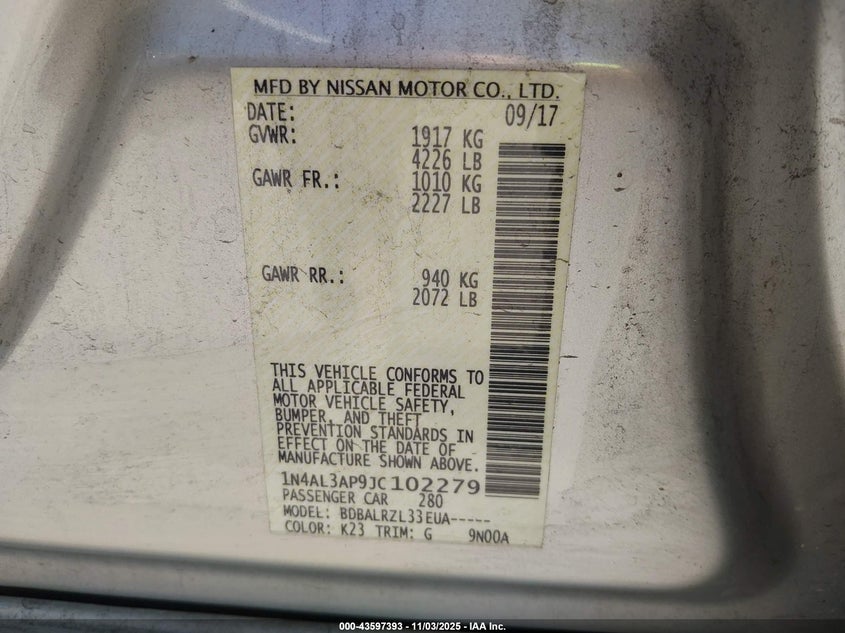 MFD BY NISSAN MOTOR CO., LTD.
DATE: 09/17
GVWR: 1917 KG
4226 LB
GAWR FR.: 1010 KG
2227 LB
GAWR RR.: 940 KG
2072 LB
THIS VEHICLE CONFORMS TO
ALL APPLICABLE FEDERAL
MOTOR VEHICLE SAFETY,
BUMPER, AND THEFT
PREVENTION STANDARDS IN
EFFECT ON THE DATE OF
MANUFACTURE SHOWN ABOVE.
1N4AL3AP9JC102279
PASSENGER CAR 280
MODEL: BDBALRZL33EUA-----
COLOR: K23 TRIM: G 9N00A
000-43597393 - 11/03/2025 - IAA Inc.